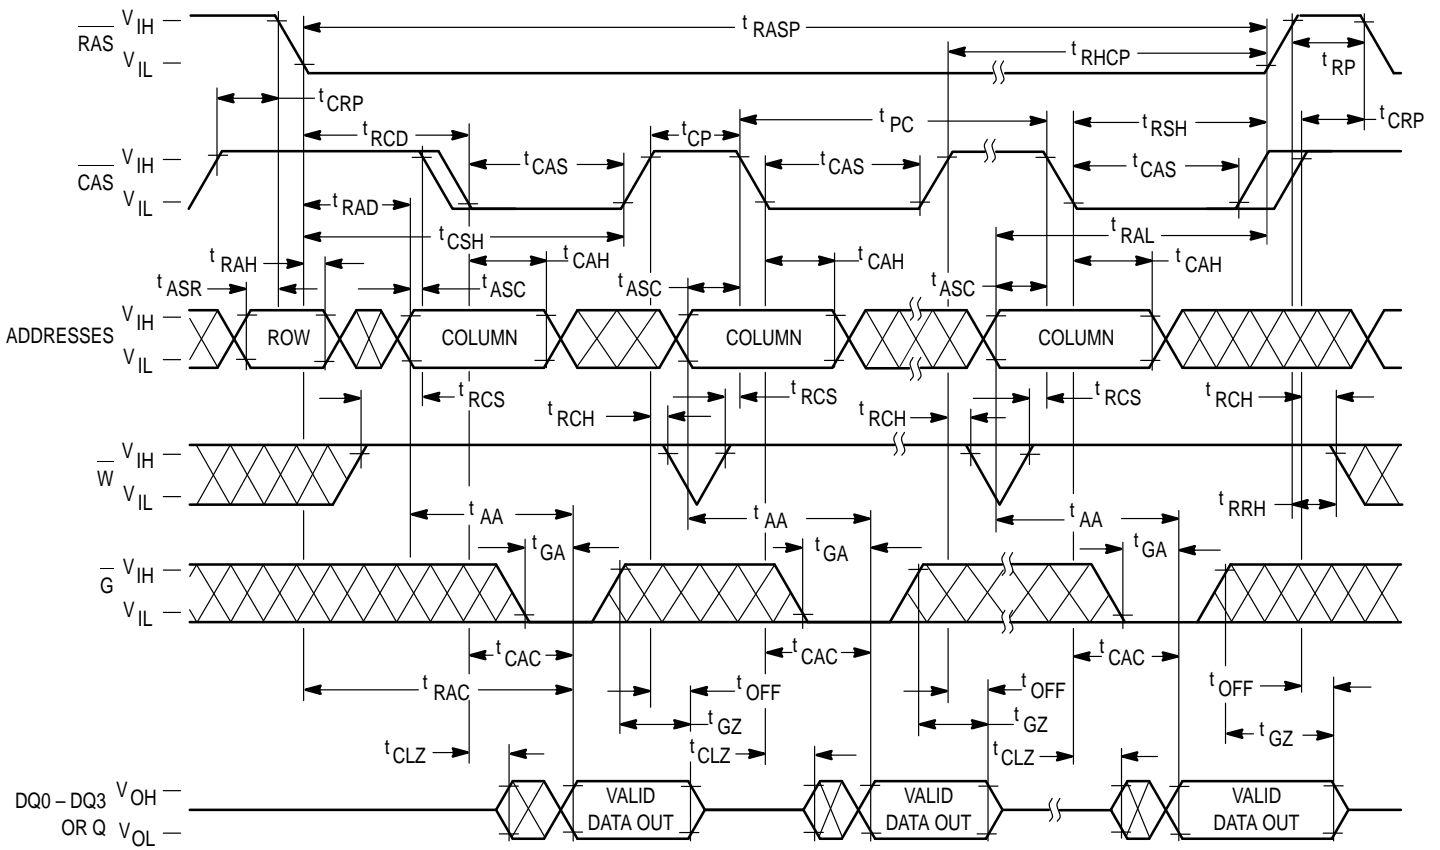 RAS V IH
V IL
t RASP
t RHCP
t RP
t CRP
t RCD
t CP
t PC
t RSH
t CRP
CAS V IH
V IL
t CAS
t CAS
t CAS
t RAD
t CSH
t RAL
t RAH
t CAH
t CAH
t CAH
t ASR
t ASC
t ASC
t ASC
ADDRESSES V IH
V IL
ROW
COLUMN
COLUMN
COLUMN
t RCS
t RCH
t RCS
t RCH
t RCS
t RCH
W V IH
V IL
t RRH
t AA
t AA
t AA
t GA
t GA
t GA
G V IH
V IL
t CAC
t CAC
t CAC
t RAC
t OFF
t OFF
t OFF
t GZ
t GZ
t GZ
t CLZ
t CLZ
t CLZ
DQ0 – DQ3 V OH
OR Q V OL
VALID
DATA OUT
VALID
DATA OUT
VALID
DATA OUT